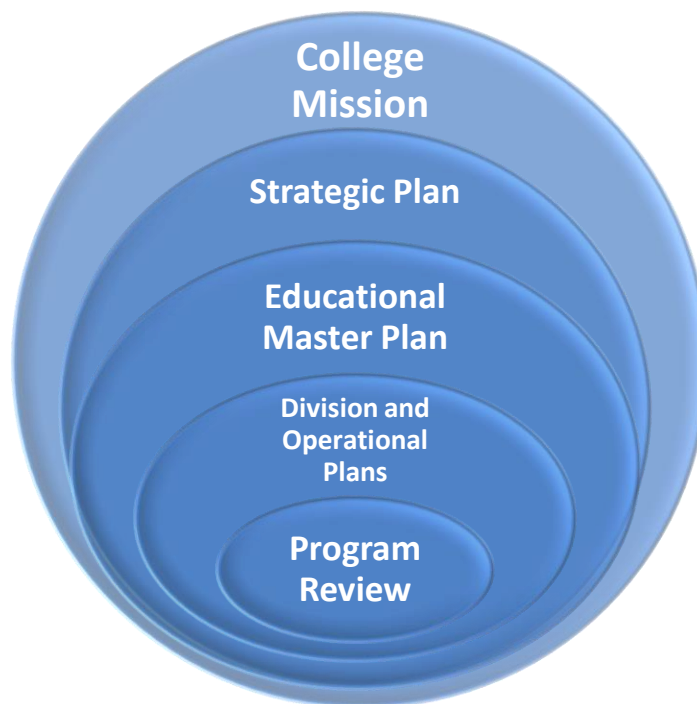 College
Mission
Strategic Plan
Educational
Master Plan
Division and
Operational
Plans
Program
Review